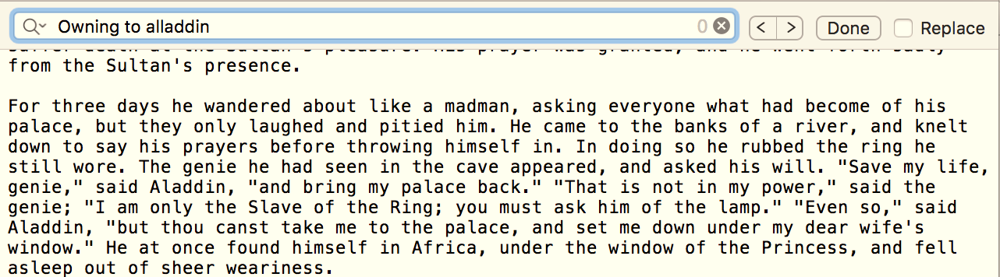 Owning to alladdin 0 < > Done Replace
from the Sultan's presence.
For three days he wandered about like a madman, asking everyone what had become of his
palace, but they only laughed and pitied him. He came to the banks of a river, and knelt
down to say his prayers before throwing himself in. In doing so he rubbed the ring he
still wore. The genie he had seen in the cave appeared, and asked his will. "Save my life,
genie," said Aladdin, "and bring my palace back." "That is not in my power," said the
genie; "I am only the Slave of the Ring; you must ask him of the lamp." "Even so," said
Aladdin, "but thou canst take me to the palace, and set me down under my dear wife's
window." He at once found himself in Africa, under the window of the Princess, and fell
asleep out of sheer weariness.